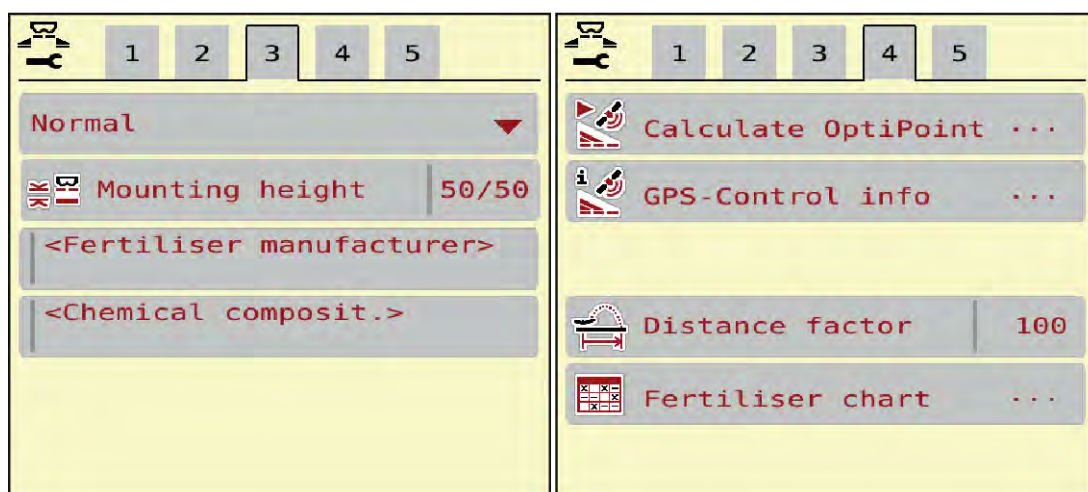 1 2 3 4 5
Normal
Mounting height 50/50
<Fertiliser manufacturer>
<Chemical composit.>
1 2 3 4 5
Calculate OptiPoint ...
i GPS-Control info ...
Distance factor 100
Fertiliser chart ...